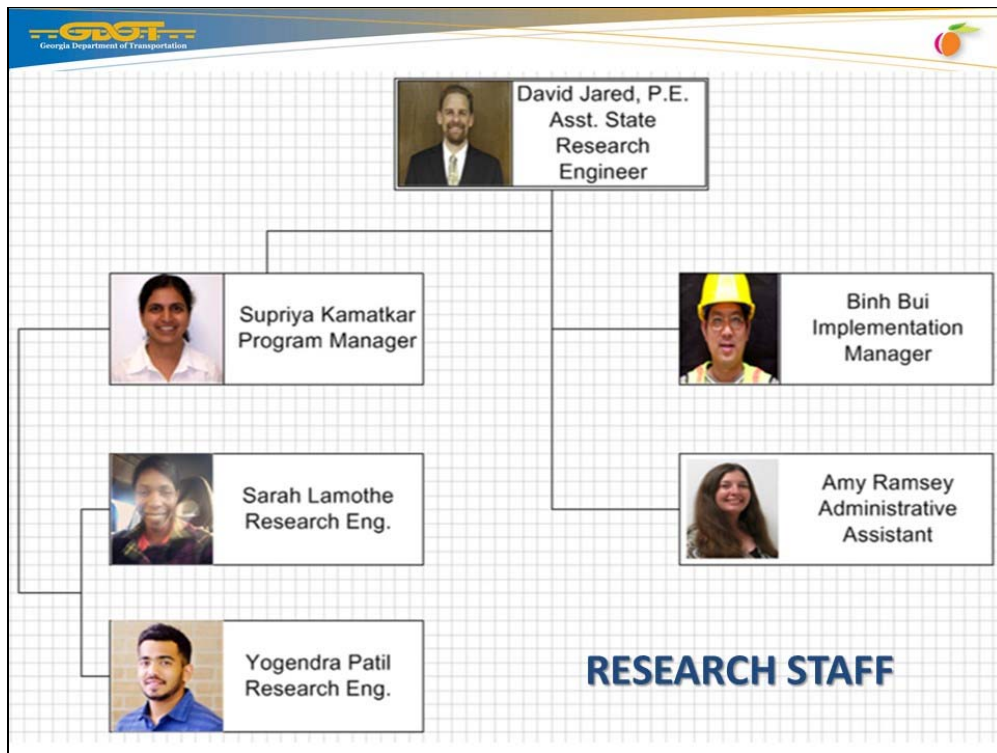 GDOT
Georgia Department of Transportation
David Jared, P.E.
Asst. State
Research
Engineer
Supriya Kamatkar
Program Manager
Binh Bui
Implementation
Manager
Sarah Lamothe
Research Eng.
Amy Ramsey
Administrative
Assistant
Yogendra Patil
Research Eng.
RESEARCH STAFF